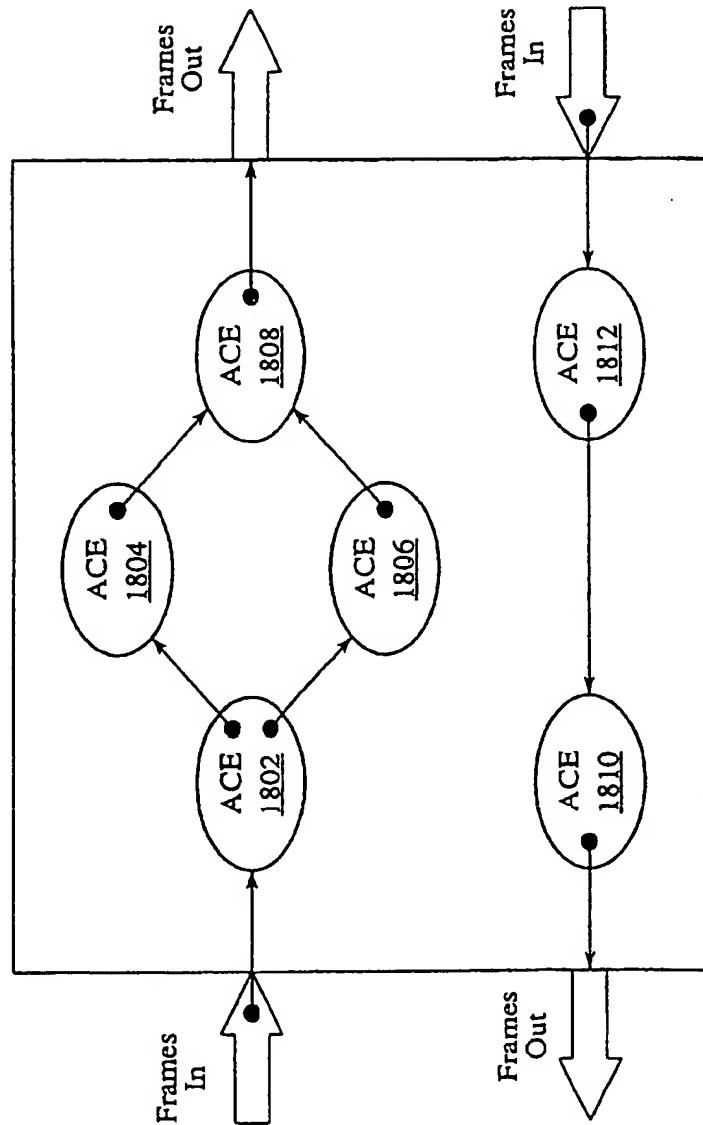 Frames
Out
Frames
In
ACE
1808
ACE
1812
ACE
1804
ACE
1806
ACE
1802
ACE
1810
Frames
In
Frames
Out